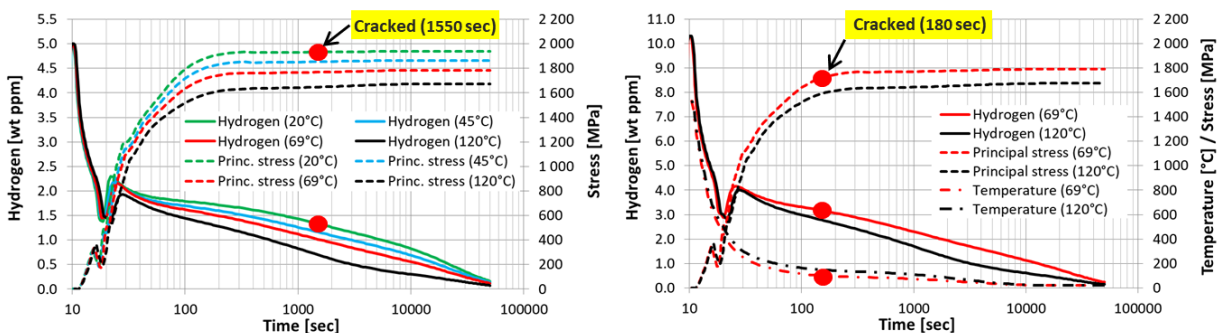 Cracked (1550 sec)
Hydrogen [wt ppm]
5.0
4.5
4.0
3.5
3.0
2.5
2.0
1.5
1.0
0.5
0.0
Hydrogen (20°C)
Hydrogen (45°C)
Hydrogen (69°C)
Hydrogen (120°C)
Princ. stress (20°C)
Princ. stress (45°C)
Princ. stress (69°C)
Princ. stress (120°C)
2 200
2 000
1 800
1 600
1 400
1 200
1 000
800
600
400
200
0
Stress [MPa]
10
100
1000
10000
100000
Time [sec]
Cracked (180 sec)
Hydrogen [wt ppm]
11.0
10.0
9.0
8.0
7.0
6.0
5.0
4.0
3.0
2.0
1.0
0.0
Hydrogen (69°C)
Hydrogen (120°C)
Principal stress (69°C)
Principal stress (120°C)
Temperature (69°C)
Temperature (120°C)
2 200
2 000
1 800
1 600
1 400
1 200
1 000
800
600
400
200
0
Temperature [°C] / Stress [MPa]
10
100
1000
10000
100000
Time [sec]